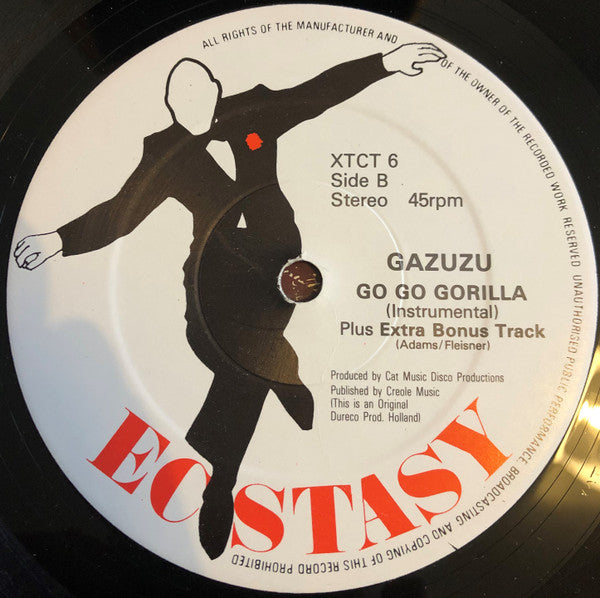 ALL RIGHTS OF THE MANUFACTURER AND OF THE OWNER OF THE RECORDED WORK RESERVED UNAUTHORISED PUBLIC PERFORMANCE, BROADCASTING AND COPYING OF THIS RECORD PROHIBITED
XTCT 6
Side B
Stereo 45rpm
GAZUZU
GO GO GORILLA
(Instrumental)
Plus Extra Bonus Track
(Adams/Fleisner)
Produced by Cat Music Disco Productions
Published by Creole Music
(This is an Original
Dureco Prod. Holland)
ECSTASY